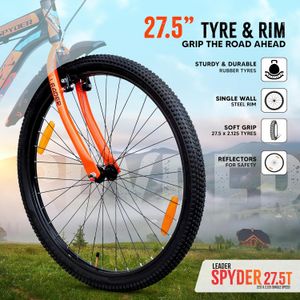 SPYDER
27.5” TYRE & RIM
GRIP THE ROAD AHEAD
STURDY & DURABLE
RUBBER TYRES
SINGLE WALL
STEEL RIM
SOFT GRIP
27.5 x 2.125 TYRES
REFLECTORS
FOR SAFETY
LEADER
SPYDER 27.5T